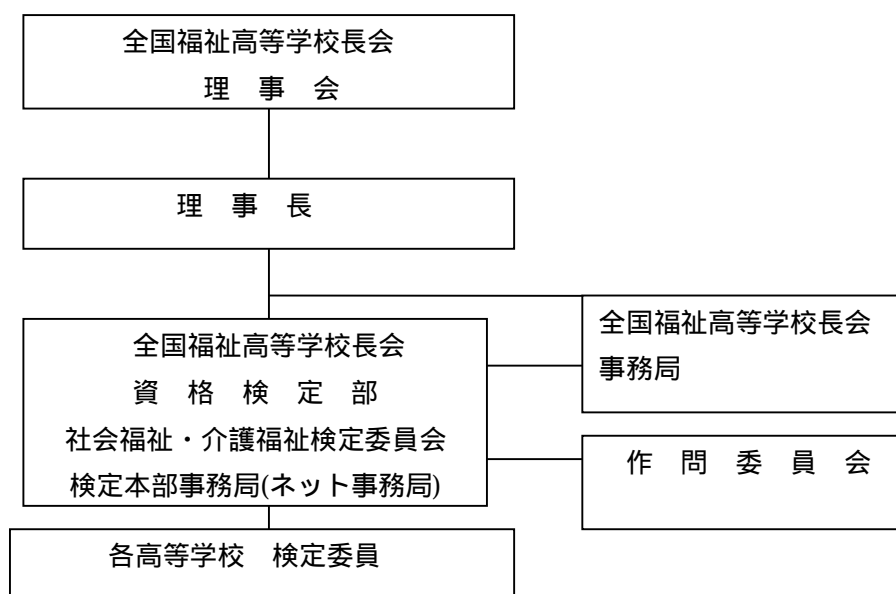 全国福祉高等学校長会
理　事　会
理　事　長
全国福祉高等学校長会
資　格　検　定　部
社会福祉・介護福祉検定委員会
検定本部事務局(ネット事務局)
全国福祉高等学校長会
事務局
作　問　委　員　会
各高等学校　検定委員